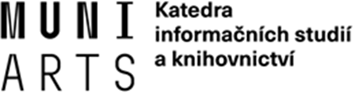 MUNI
ARTS
Katedra
informačních studií
a knihovnictví